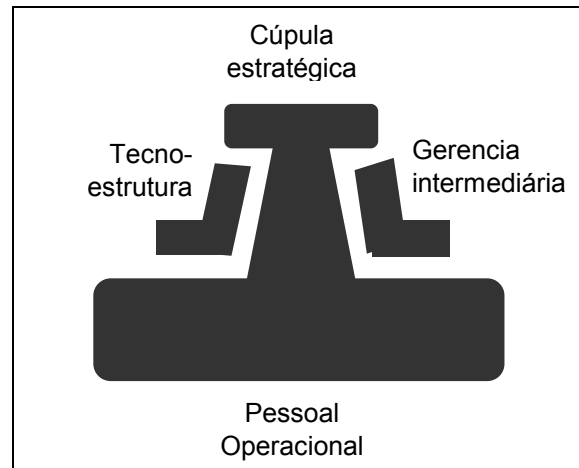 Cúpula
estratégica
Tecno-
estrutura
Gerencia
intermediária
Pessoal
Operacional